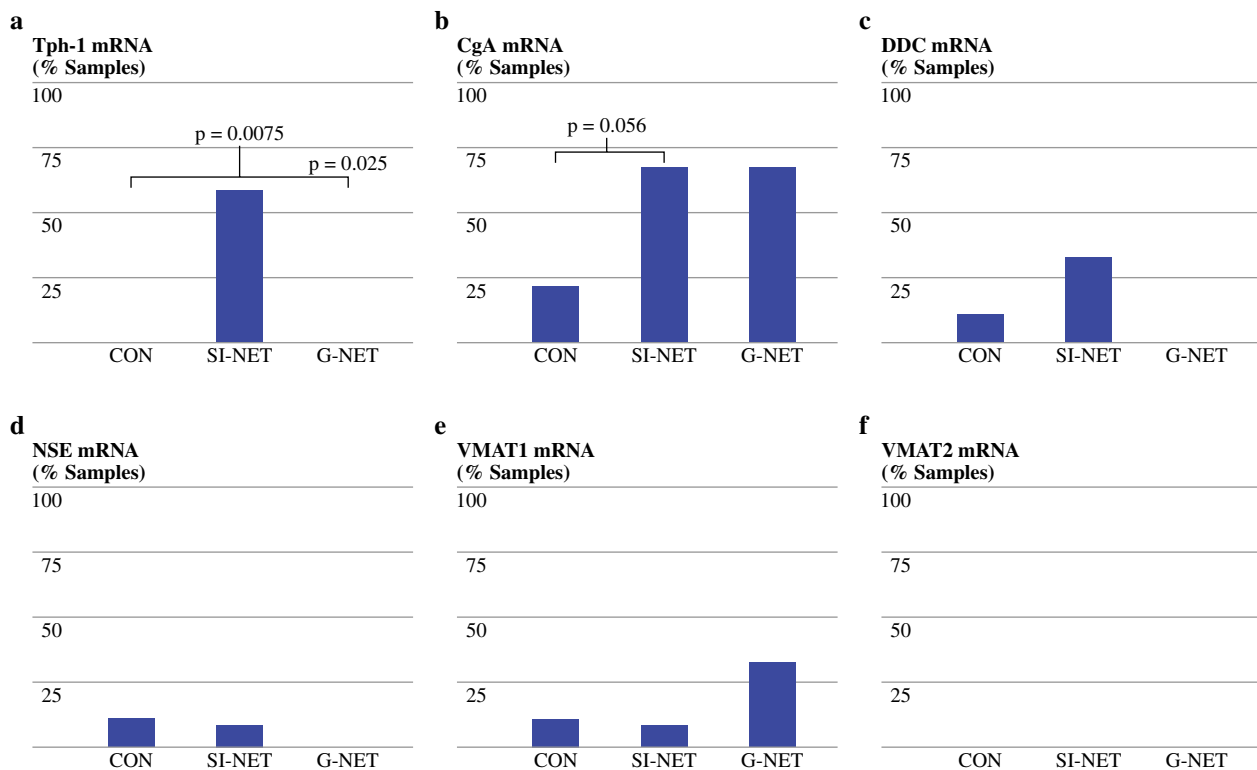 a
Tph-1 mRNA
(% Samples)
100
75
50
25
p = 0.0075
p = 0.025
CON SI-NET G-NET
b
CgA mRNA
(% Samples)
100
75
50
25
p = 0.056
CON SI-NET G-NET
c
DDC mRNA
(% Samples)
100
75
50
25
CON SI-NET G-NET
d
NSE mRNA
(% Samples)
100
75
50
25
CON SI-NET G-NET
e
VMAT1 mRNA
(% Samples)
100
75
50
25
CON SI-NET G-NET
f
VMAT2 mRNA
(% Samples)
100
75
50
25
CON SI-NET G-NET